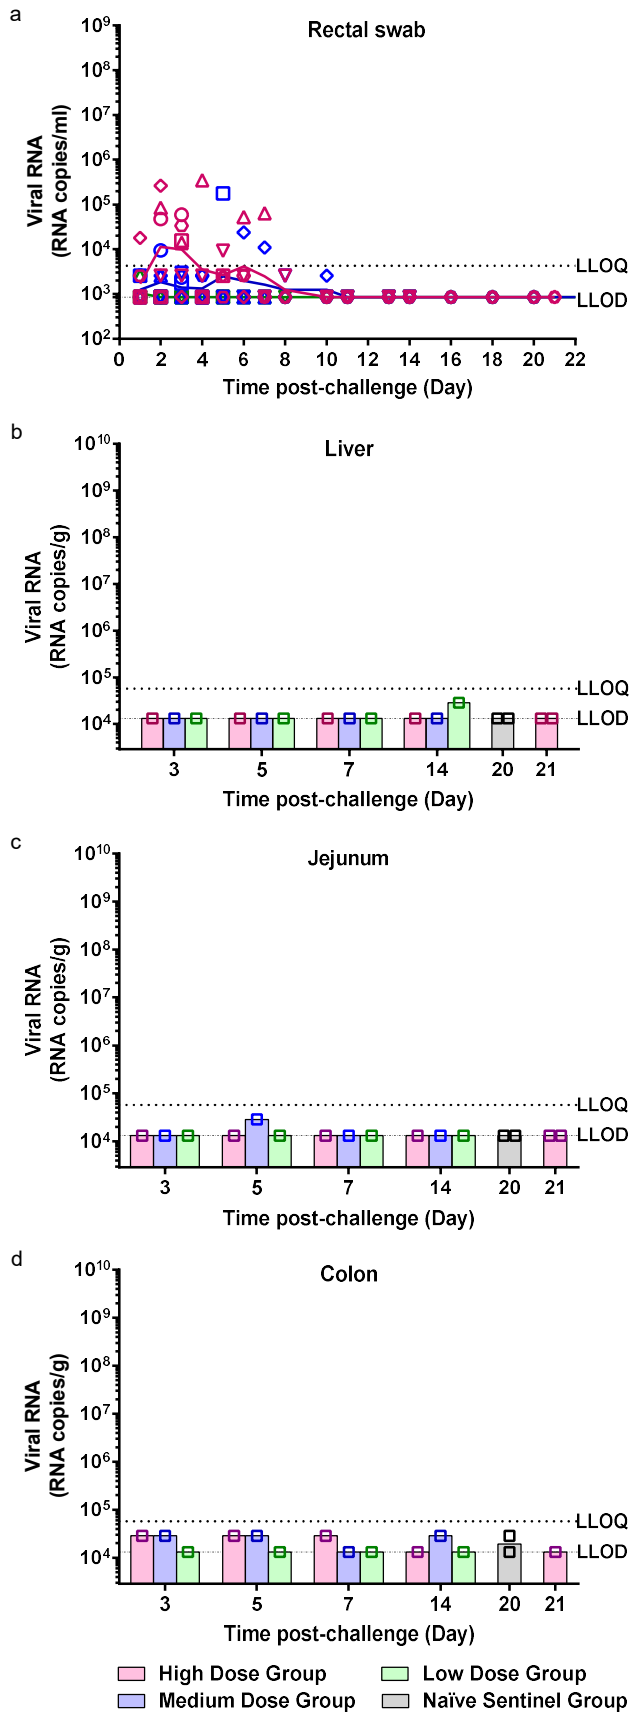 a
Rectal swab
Viral RNA
(RNA copies/ml)
10⁹
10⁸
10⁷
10⁶
10⁵
10⁴
10³
10²
LLOQ
LLOD
0 2 4 6 8 10 12 14 16 18 20 22
Time post-challenge (Day)
b
Liver
Viral RNA
(RNA copies/g)
10¹⁰
10⁹
10⁸
10⁷
10⁶
10⁵
10⁴
LLOQ
LLOD
3 5 7 14 20 21
Time post-challenge (Day)
c
Jejunum
Viral RNA
(RNA copies/g)
10¹⁰
10⁹
10⁸
10⁷
10⁶
10⁵
10⁴
LLOQ
LLOD
3 5 7 14 20 21
Time post-challenge (Day)
d
Colon
Viral RNA
(RNA copies/g)
10¹⁰
10⁹
10⁸
10⁷
10⁶
10⁵
10⁴
LLOQ
LLOD
3 5 7 14 20 21
Time post-challenge (Day)
High Dose Group Low Dose Group
Medium Dose Group Naïve Sentinel Group